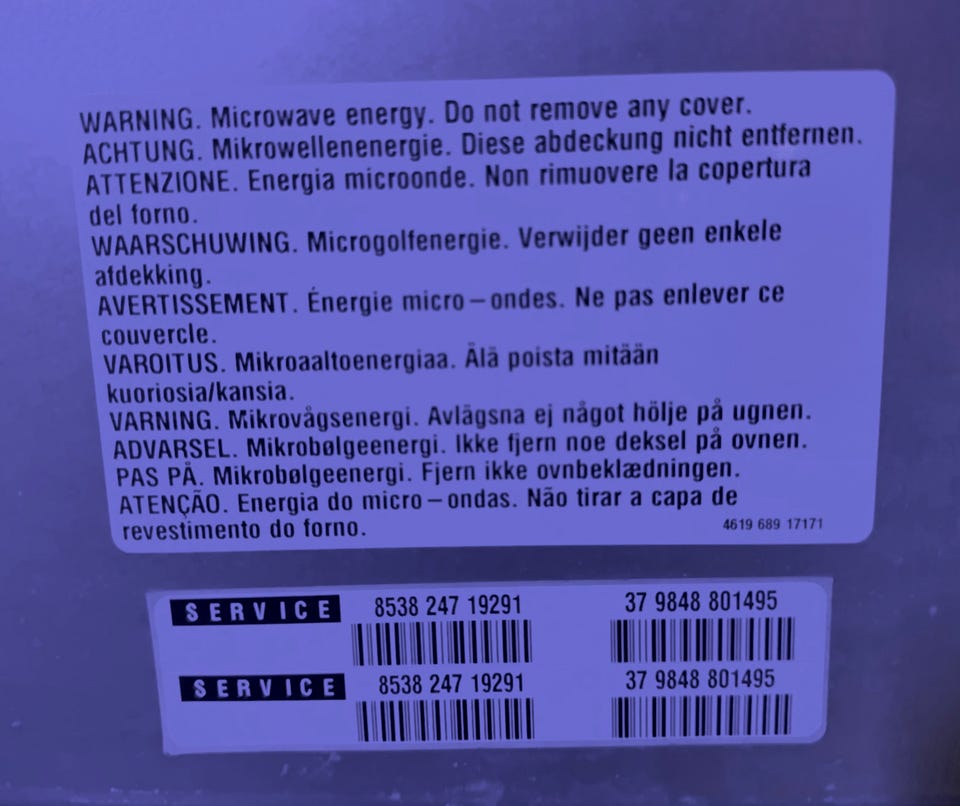 WARNING. Microwave energy. Do not remove any cover.
ACHTUNG. Mikrowellenenergie. Diese abdeckung nicht entfernen.
ATTENZIONE. Energia microonde. Non rimuovere la copertura
del forno.
WAARSCHUWING. Microgolfenergie. Verwijder geen enkele
afdekking.
AVERTISSEMENT. Énergie micro–ondes. Ne pas enlever ce
couvercle.
VAROITUS. Mikroaaltoenergiaa. Älä poista mitään
kuoriosia/kansia.
VARNING. Mikrovågsenergi. Avlägsna ej något hölje på ugnen.
ADVARSEL. Mikrobølgeenergi. Ikke fjern noe deksel på ovnen.
PAS PÅ. Mikrobølgeenergi. Fjern ikke ovnbeklædningen.
ATENÇÃO. Energia do micro–ondas. Não tirar a capa de
revestimento do forno. 4619 689 17171
SERVICE 8538 247 19291 37 9848 801495
SERVICE 8538 247 19291 37 9848 801495